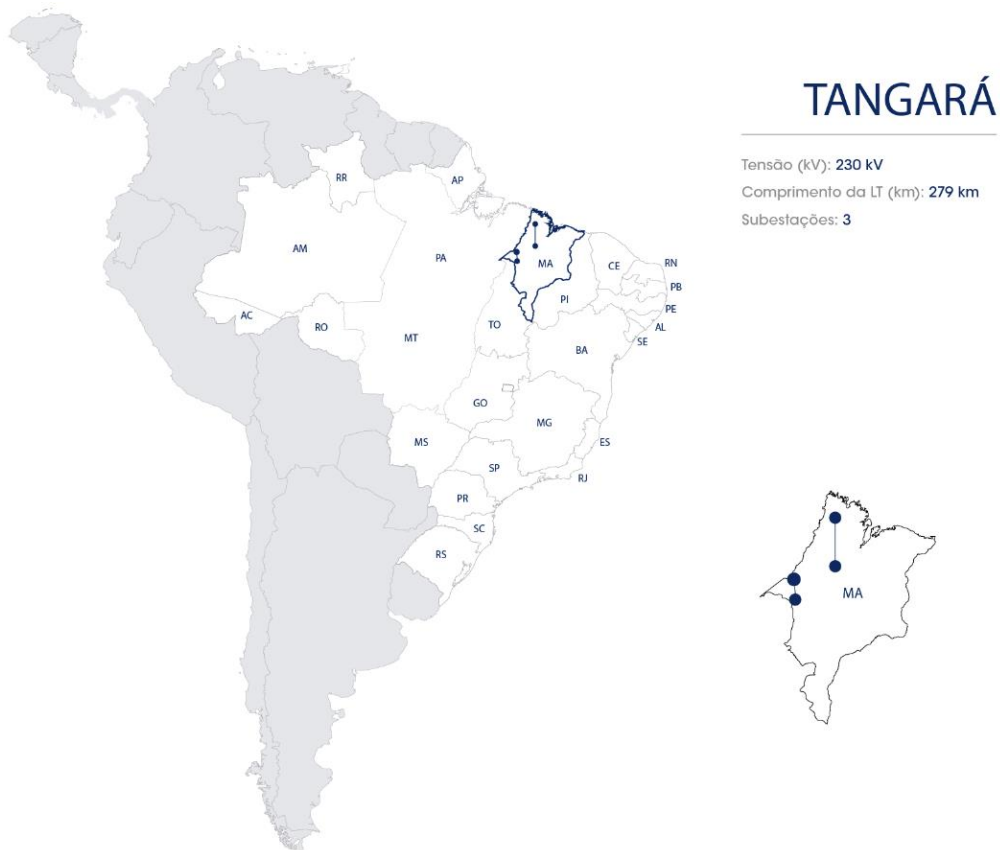 TANGARÁ
Tensão (kV): 230 kV
Comprimento da LT (km): 279 km
Subestações: 3
RR
AP
AM
PA
MA
CE
RN
PB
PI
PE
AC
RO
MT
TO
AL
SE
BA
GO
MG
MS
ES
SP
RJ
PR
SC
RS
MA